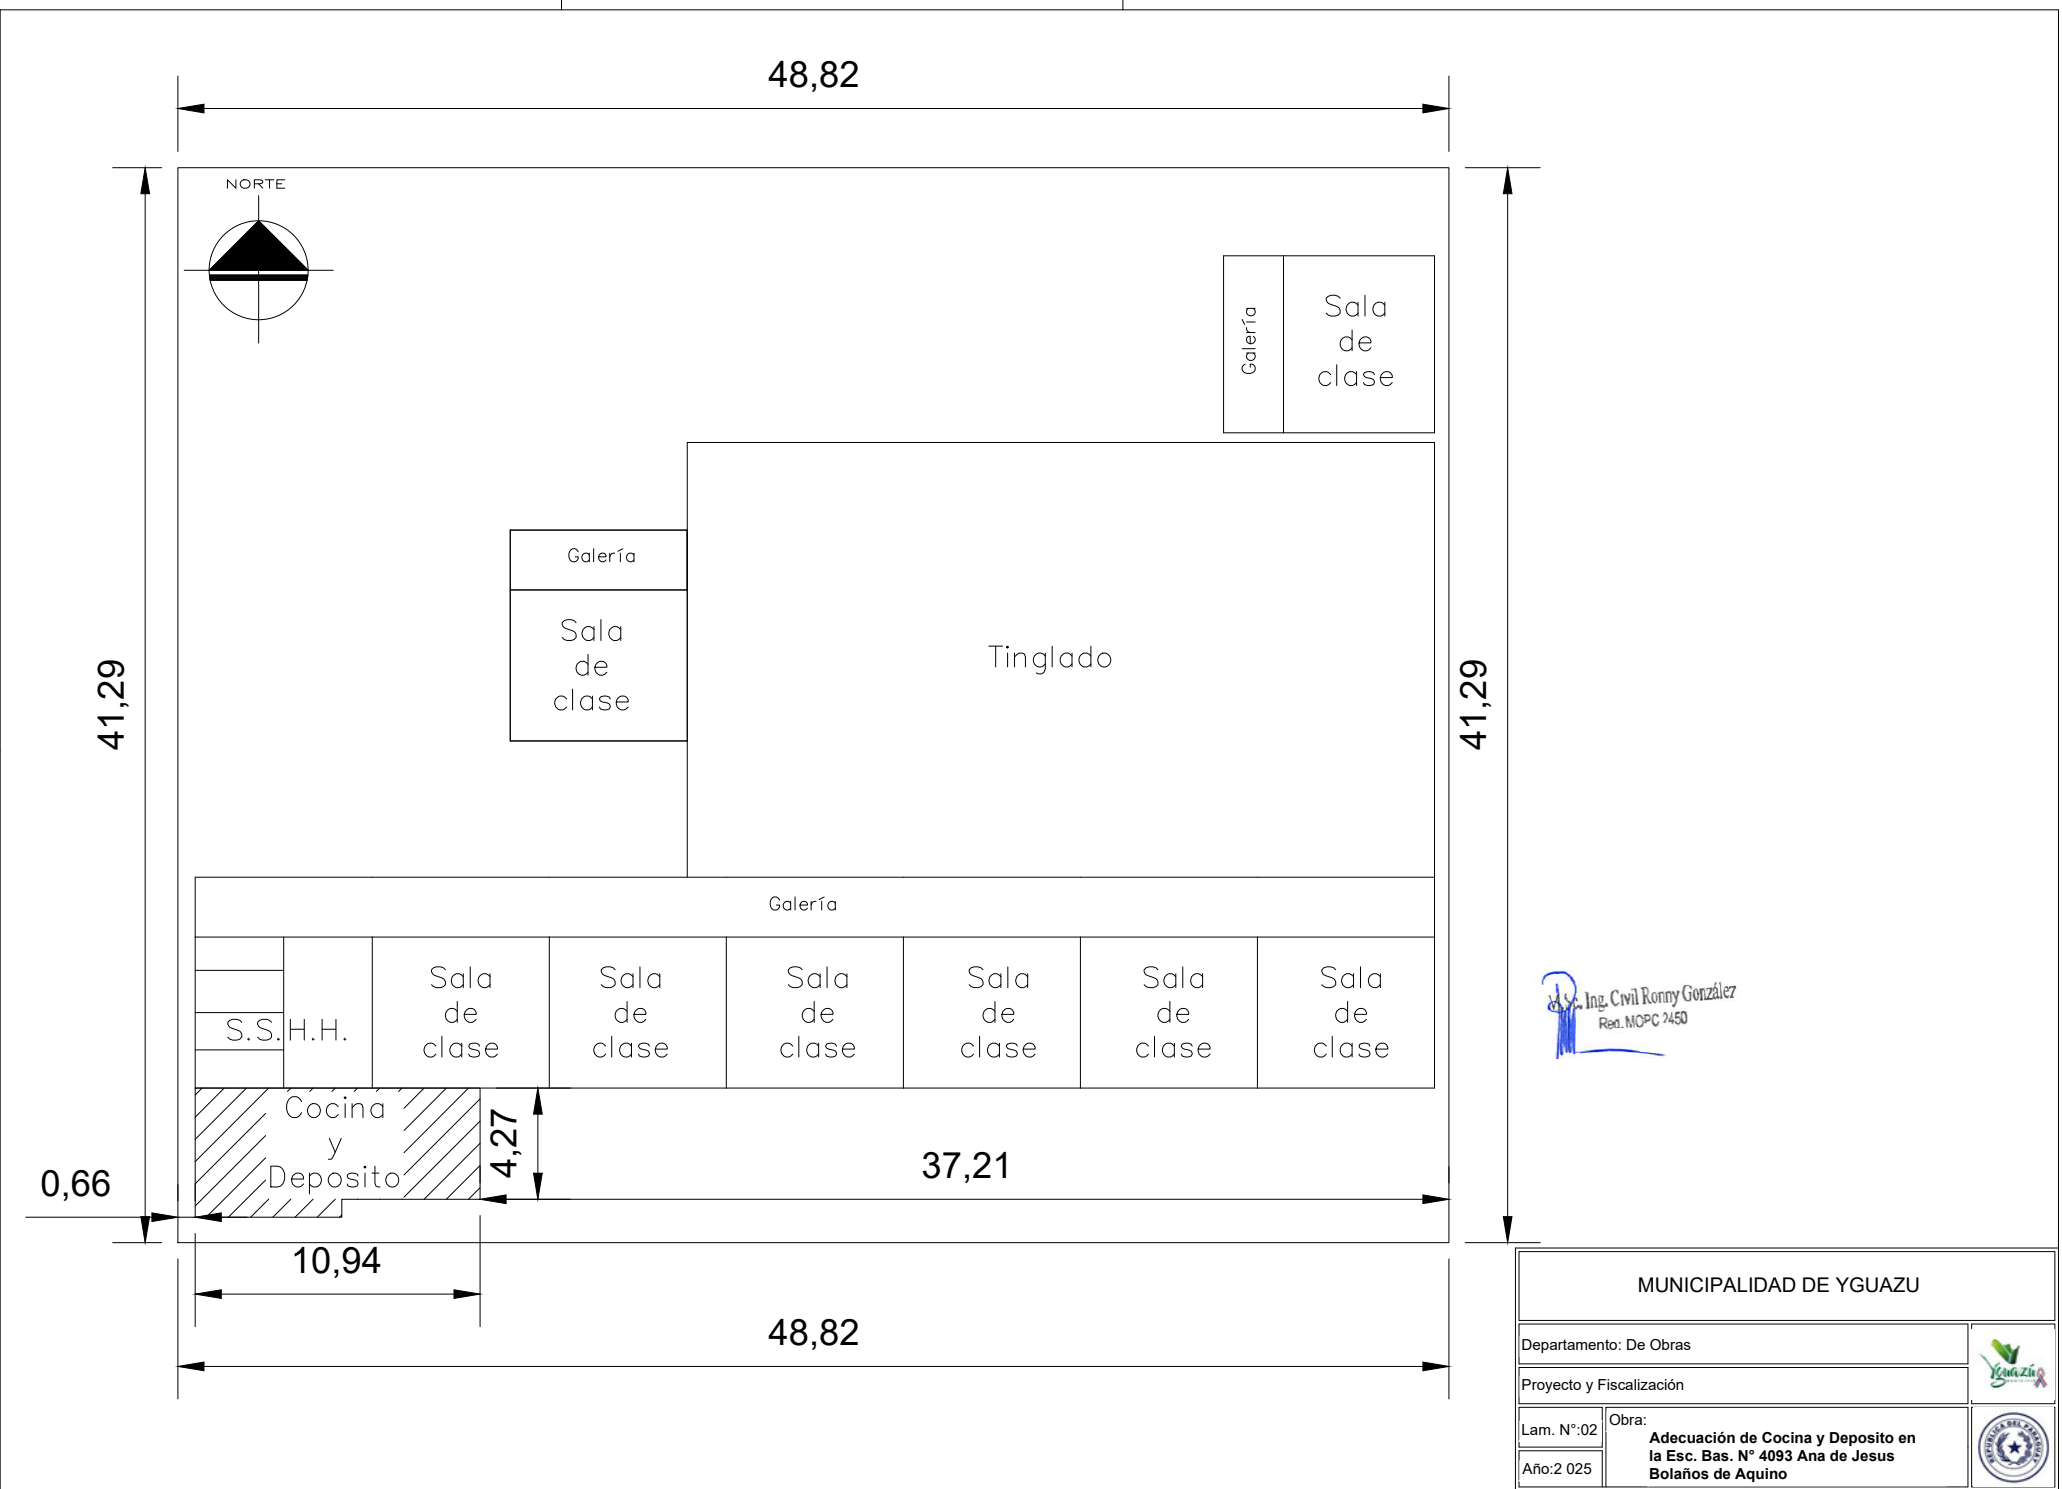 48,82
NORTE
Galería
Sala
de
clase
Galería
Sala
de
clase
Tinglado
41,29
41,29
Galería
S.S.H.H.
Sala
de
clase
Sala
de
clase
Sala
de
clase
Sala
de
clase
Sala
de
clase
Sala
de
clase
Ing. Civil Ronny González
Reg. MOPC 2450
Cocina
y
Deposito
4,27
37,21
0,66
10,94
48,82
MUNICIPALIDAD DE YGUAZU
Departamento: De Obras
Proyecto y Fiscalización
Yguazú
Lam. N°:02
Año:2 025
Obra:
Adecuación de Cocina y Deposito en
la Esc. Bas. N° 4093 Ana de Jesus
Bolaños de Aquino
REPUBLICA DEL PARAGUAY